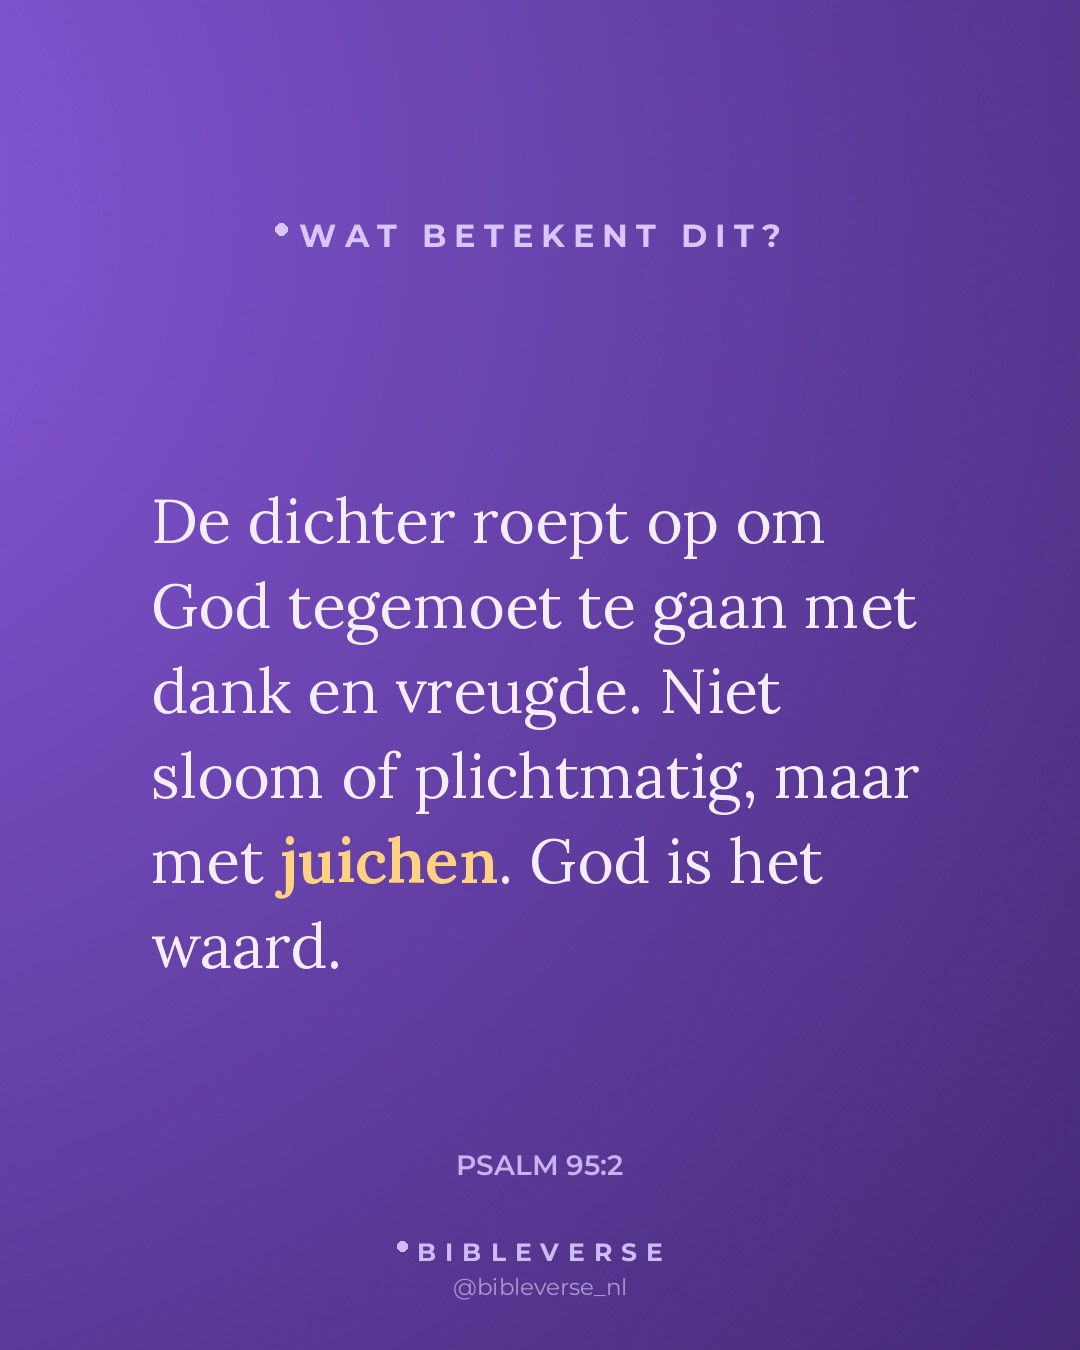 WAT BETEKENT DIT?
De dichter roept op om
God tegemoet te gaan met
dank en vreugde. Niet
sloom of plichtmatig, maar
met juichen. God is het
waard.
PSALM 95:2
BIBLEVERSE
@bibleverse_nl